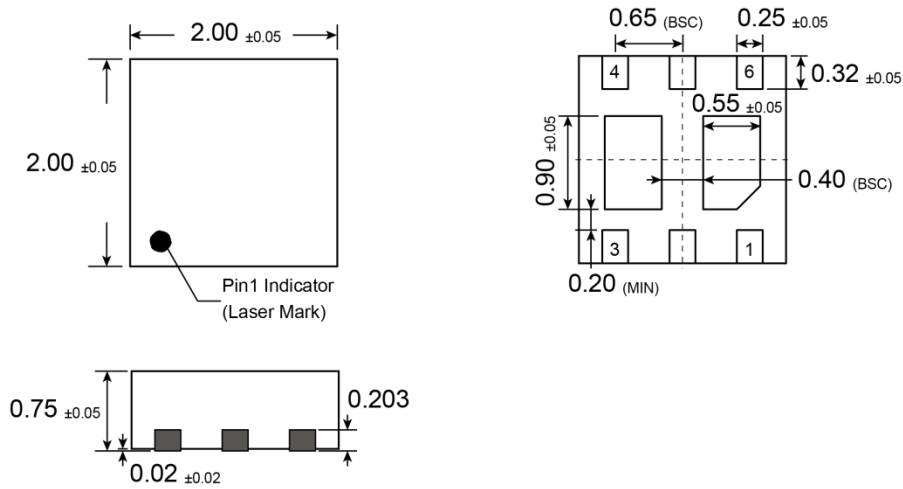 2.00 ±0.05
2.00 ±0.05
Pin1 Indicator
(Laser Mark)
0.65 (BSC)
0.25 ±0.05
4
6
0.32 ±0.05
0.55 ±0.05
0.90 ±0.05
0.40 (BSC)
3
1
0.20 (MIN)
0.75 ±0.05
0.203
0.02 ±0.02